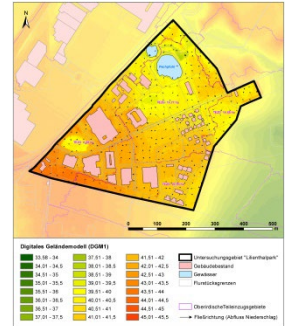 N
0 100 200 300 400 500
m
Digitales Geländemodell (DGM1)
33,58 - 34
34,01 - 34,5
34,51 - 35
35,01 - 35,5
35,51 - 36
36,01 - 36,5
36,51 - 37
37,01 - 37,5
37,51 - 38
38,01 - 38,5
38,51 - 39
39,01 - 39,5
39,51 - 40
40,01 - 40,5
40,51 - 41
41,01 - 41,5
41,51 - 42
42,01 - 42,5
42,51 - 43
43,01 - 43,5
43,51 - 44
44,01 - 44,5
44,51 - 45
45,01 - 45,5
Untersuchungsgebiet "Likenthelpark"
Gebäudebestand
Gewässer
Flurstücksgrenzen
Oberirdische Teileinzugsgebiete
Fließrichtung (Abfluss Niederschlag)